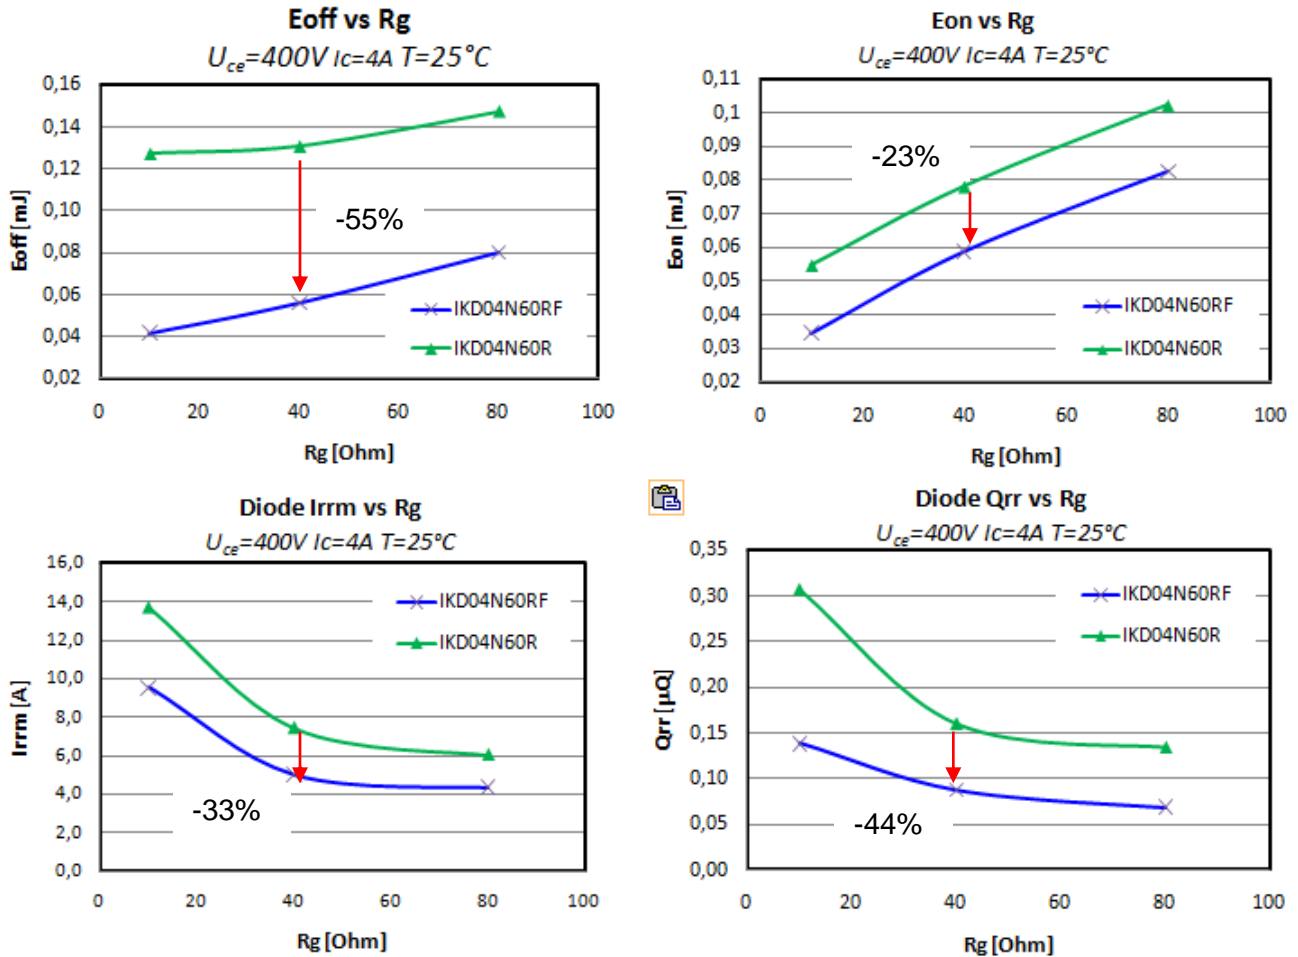 Eoff vs Rg
Uce=400V Ic=4A T=25°C
0,16
0,14
0,12
0,10
0,08
0,06
0,04
0,02
Eoff [mJ]
-55%
IKD04N60RF
IKD04N60R
0 20 40 60 80 100
Rg [Ohm]
Eon vs Rg
Uce=400V Ic=4A T=25°C
0,11
0,1
0,09
0,08
0,07
0,06
0,05
0,04
0,03
0,02
Eon [mJ]
-23%
IKD04N60RF
IKD04N60R
0 20 40 60 80 100
Rg [Ohm]
Diode Irrm vs Rg
Uce=400V Ic=4A T=25°C
16,0
14,0
12,0
10,0
8,0
6,0
4,0
2,0
0,0
Irrm [A]
IKD04N60RF
IKD04N60R
-33%
0 20 40 60 80 100
Rg [Ohm]
Diode Qrr vs Rg
Uce=400V Ic=4A T=25°C
0,35
0,30
0,25
0,20
0,15
0,10
0,05
0,00
Qrr [µQ]
IKD04N60RF
IKD04N60R
-44%
0 20 40 60 80 100
Rg [Ohm]